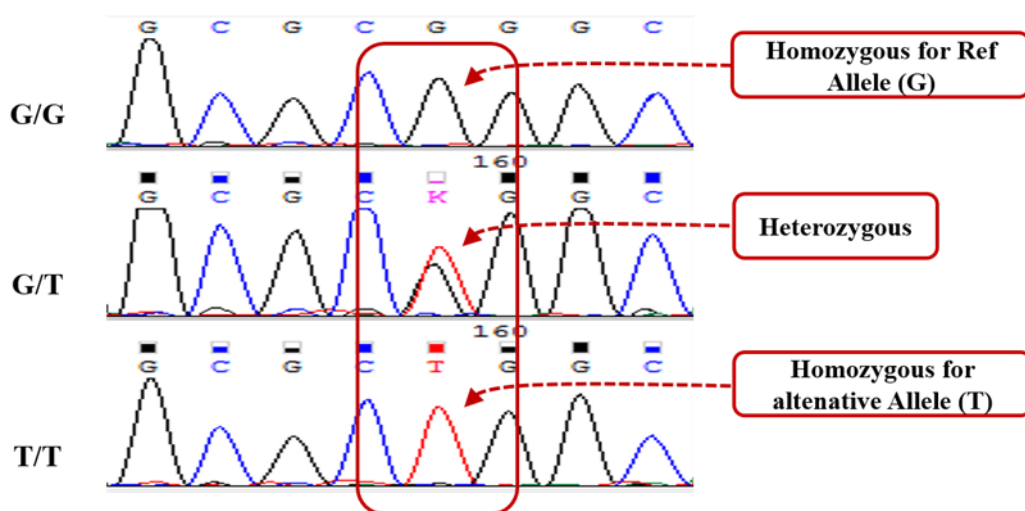 G C G C G G G C
Homozygous for Ref
Allele (G)
G/G
160
G C G C K G G C
Heterozygous
G/T
160
G C G C T G G C
Homozygous for
altenative Allele (T)
T/T